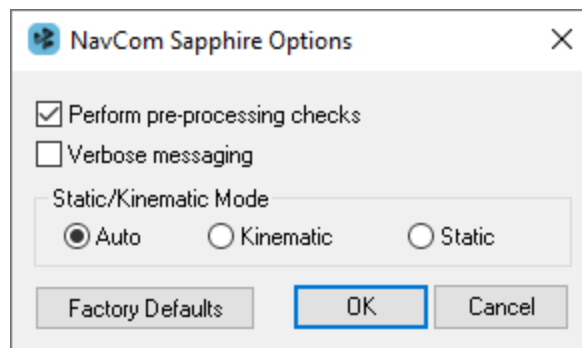 NavCom Sapphire Options
Perform pre-processing checks
Verbose messaging
Static/Kinematic Mode
Auto Kinematic Static
Factory Defaults OK Cancel